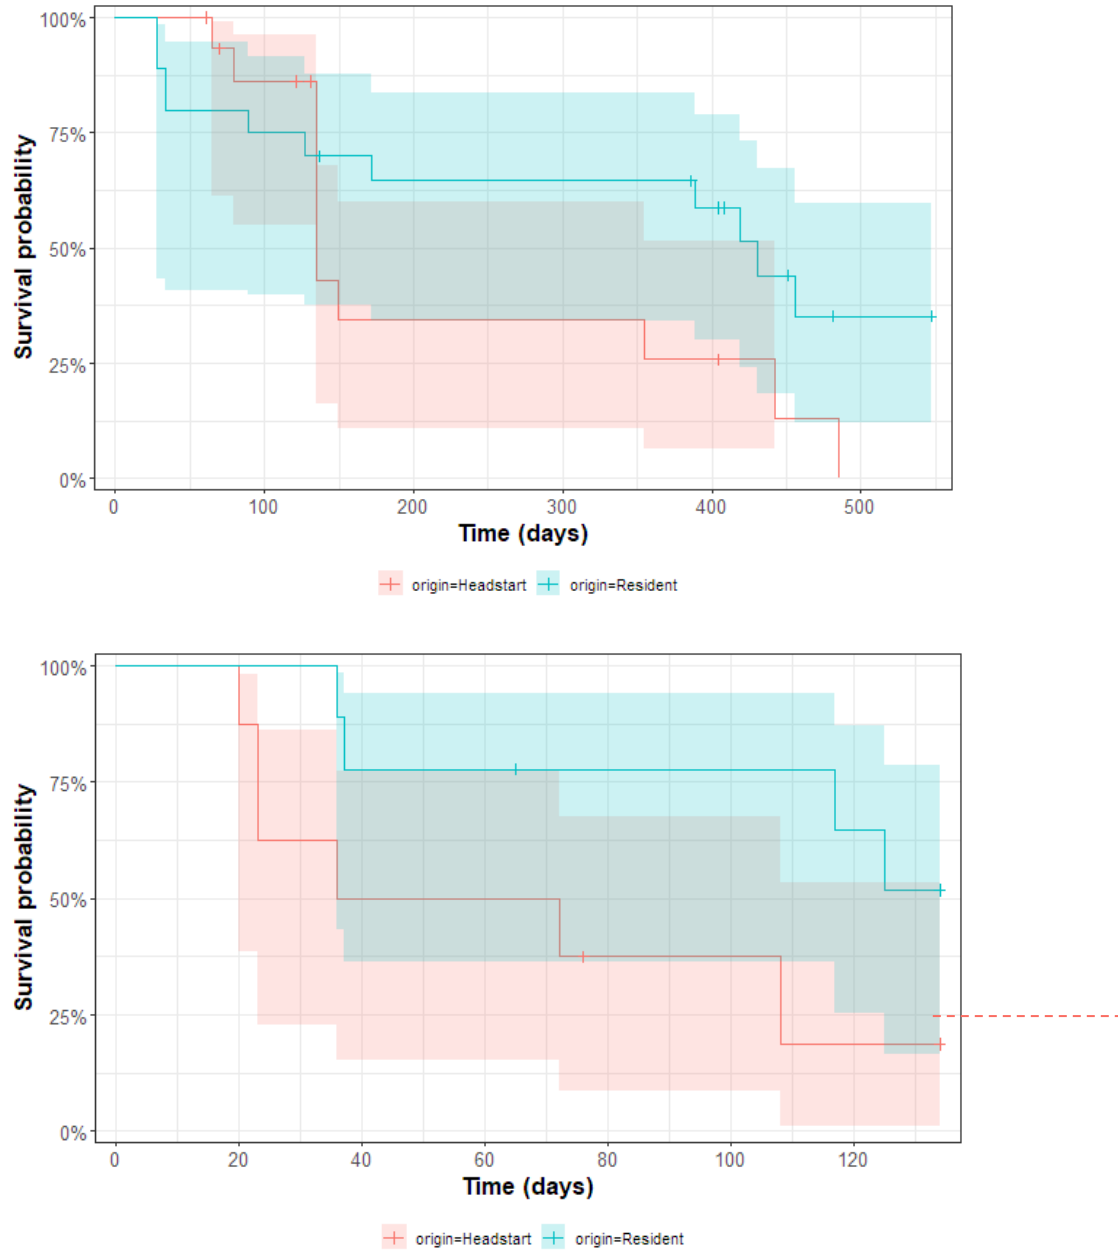 100%
75%
50%
25%
0%
Survival probability
0 100 200 300 400 500
Time (days)
origin=Headstart origin=Resident
100%
75%
50%
25%
0%
Survival probability
0 20 40 60 80 100 120
Time (days)
origin=Headstart origin=Resident